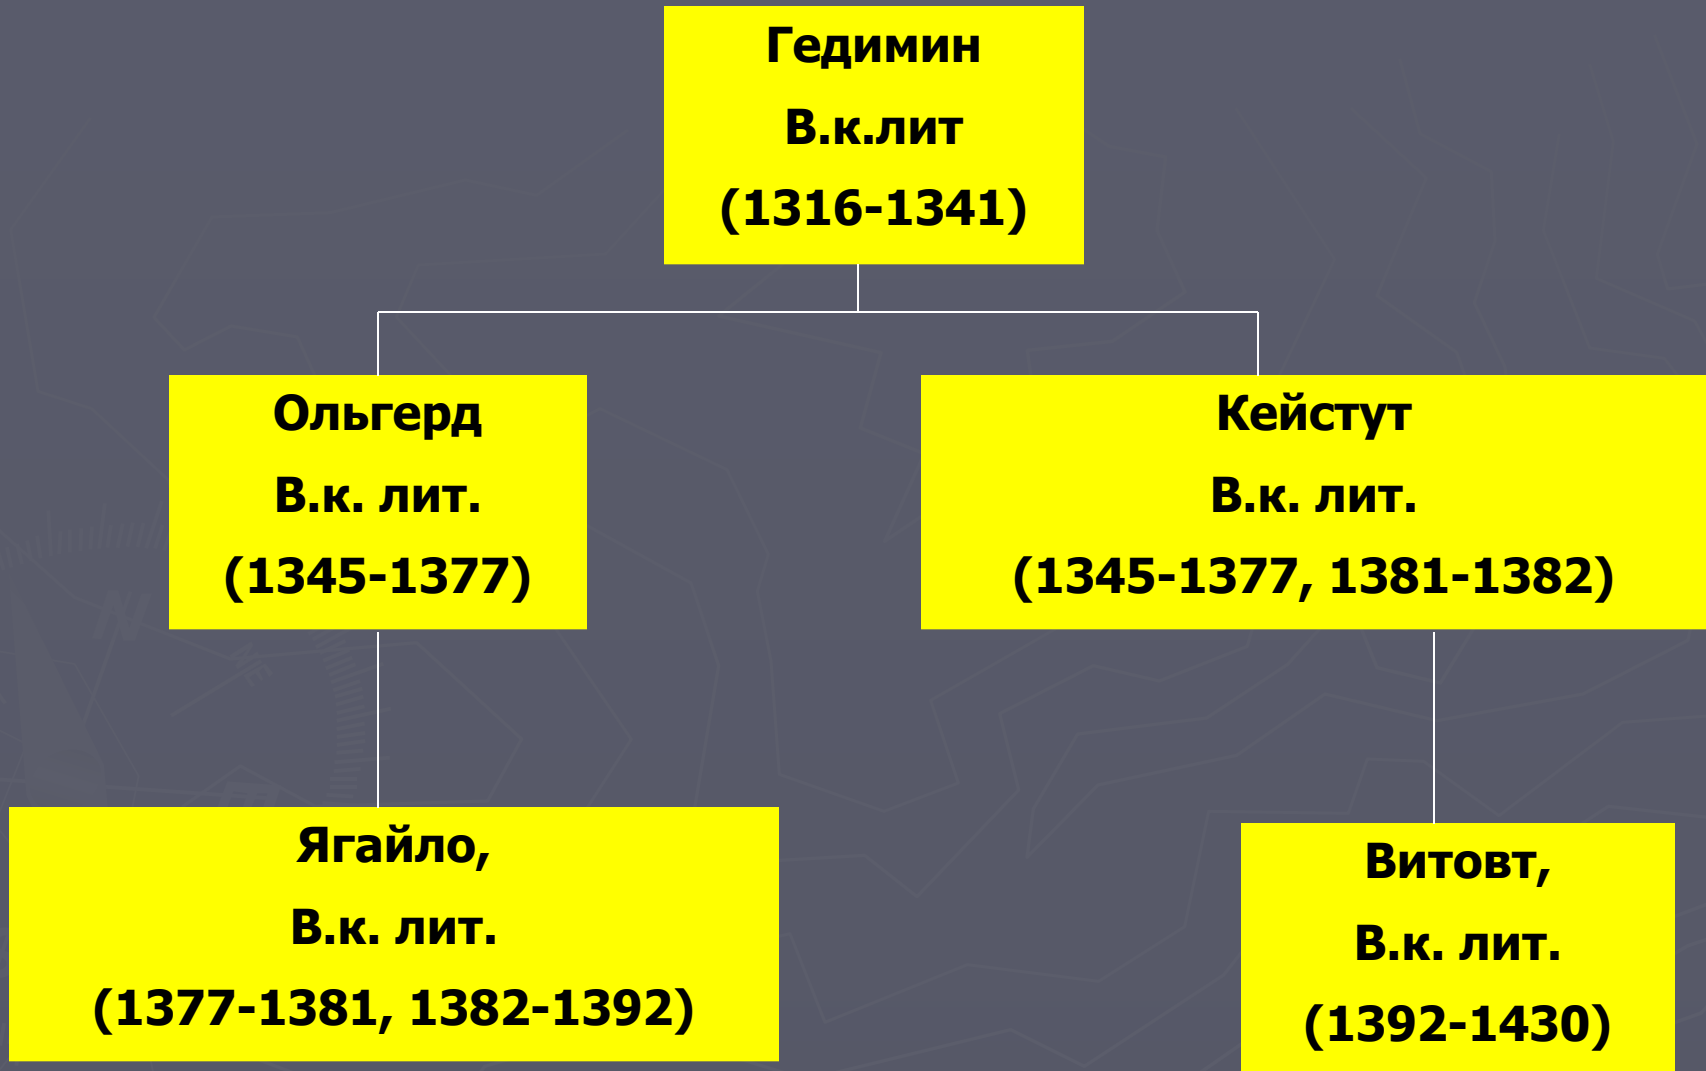 Гедимин
В.к.лит
(1316-1341)
Ольгерд
В.к. лит.
(1345-1377)
Кейстут
В.к. лит.
(1345-1377, 1381-1382)
Ягайло,
В.к. лит.
(1377-1381, 1382-1392)
Витовт,
В.к. лит.
(1392-1430)
N